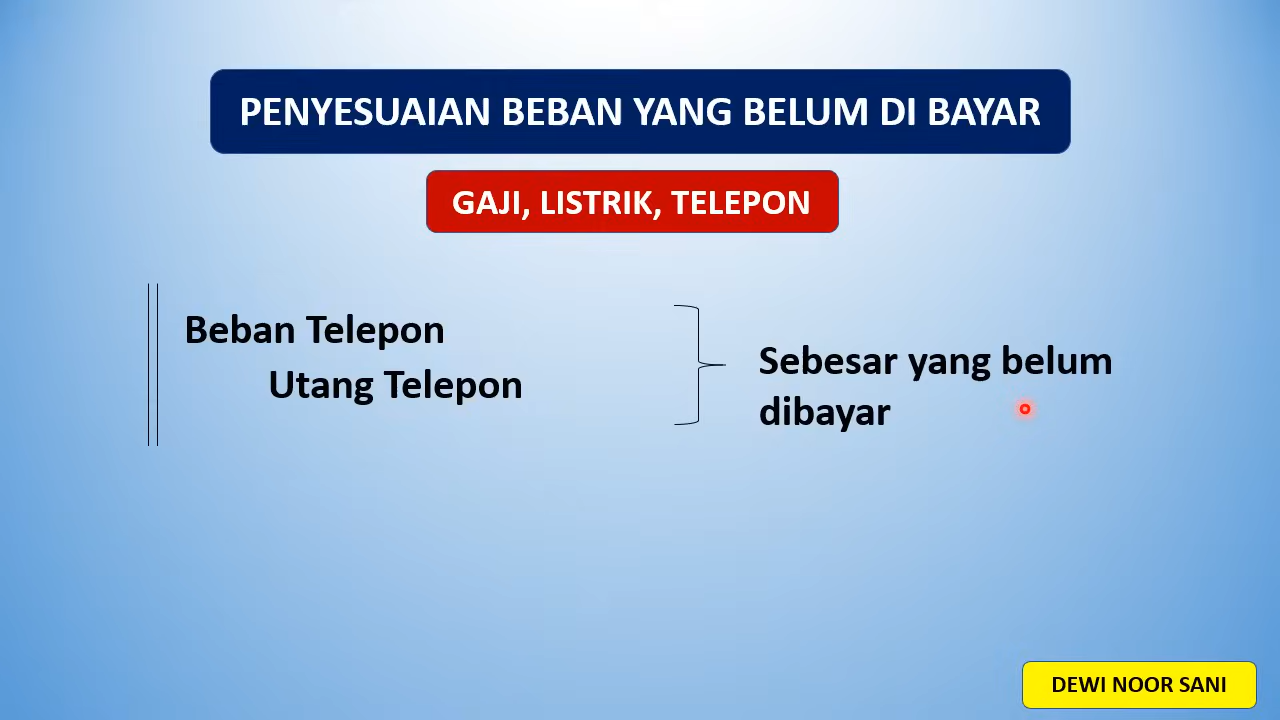 PENYESUAIAN BEBAN YANG BELUM DI BAYAR
GAJI, LISTRIK, TELEPON
Beban Telepon
Utang Telepon
Sebesar yang belum
dibayar
DEWI NOOR SANI